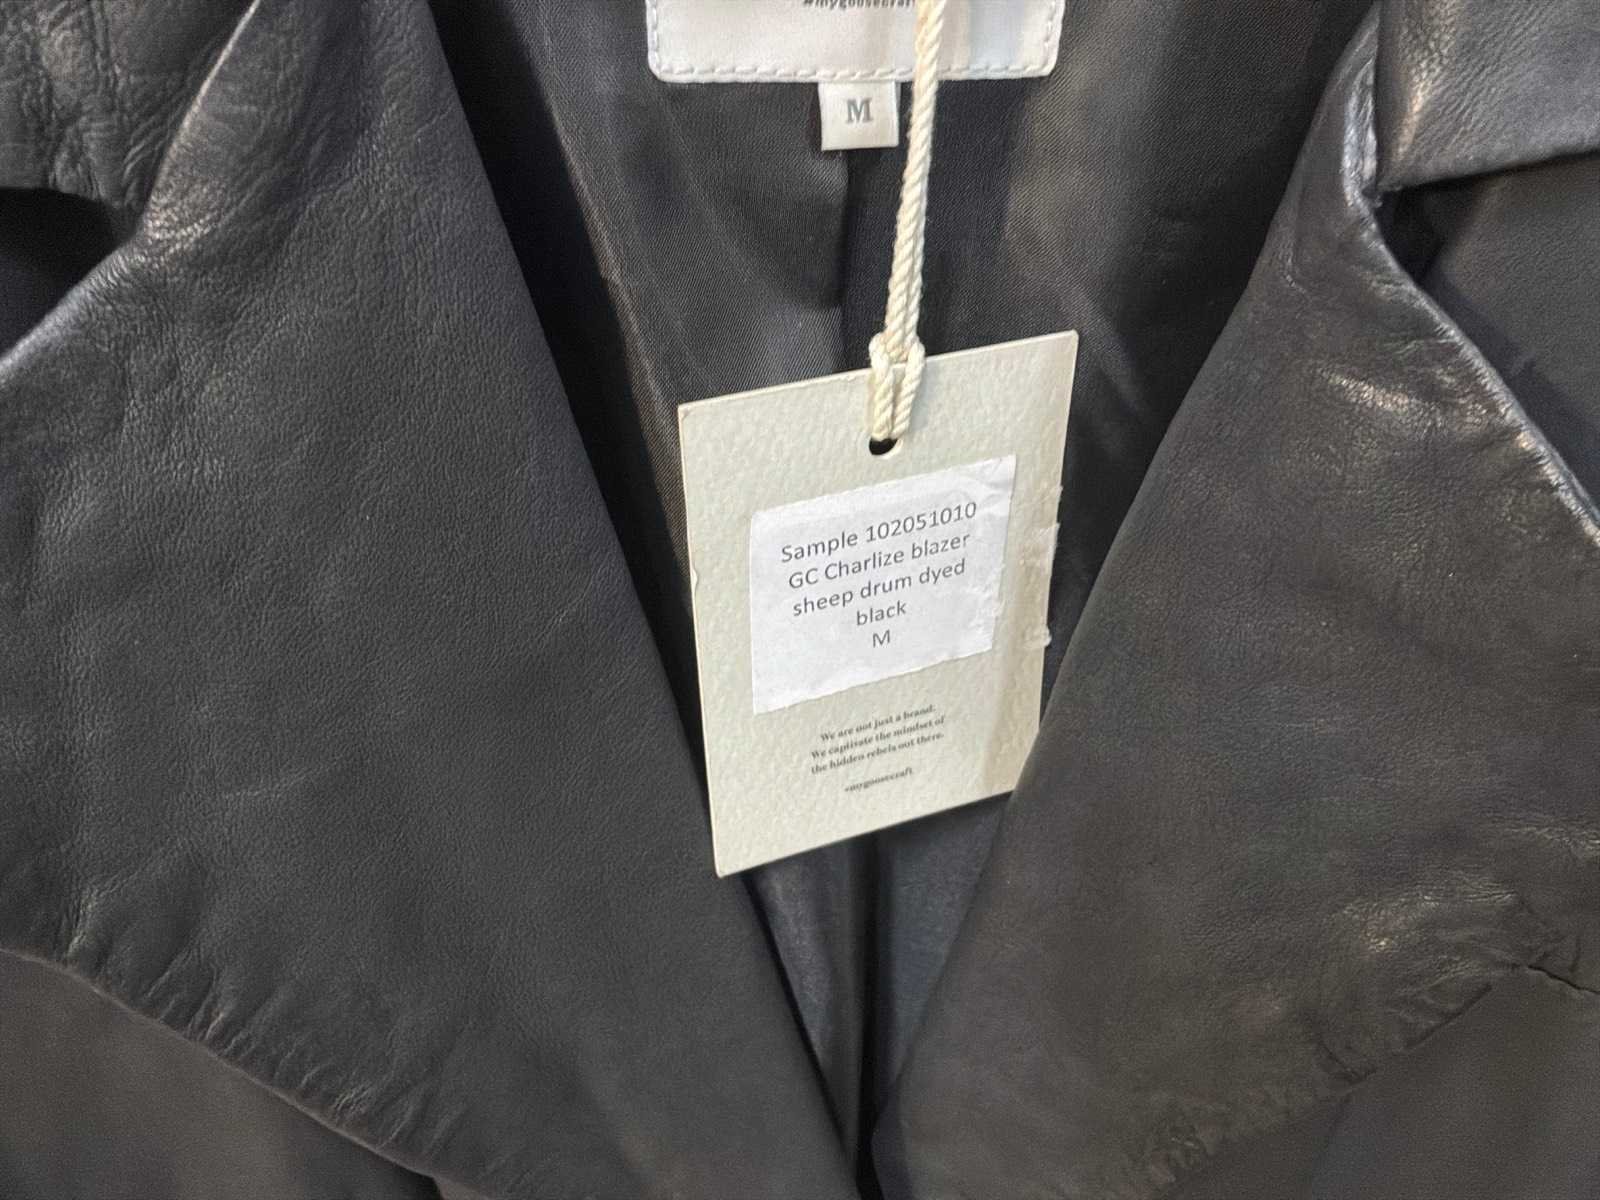 #mygoosecraft
M
Sample 102051010
GC Charlize blazer
sheep drum dyed
black
M
We are not just a brand.
We captivate the mindset of
the hidden rebels out there.
#mygoosecraft